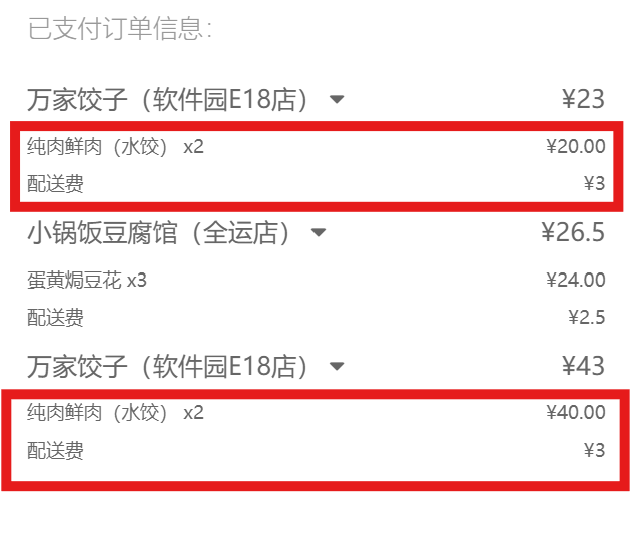 已支付订单信息:
万家饺子（软件园E18店） ¥23
纯肉鲜肉（水饺） x2 ¥20.00
配送费 ¥3
小锅饭豆腐馆（全运店） ¥26.5
蛋黄焗豆花 x3 ¥24.00
配送费 ¥2.5
万家饺子（软件园E18店） ¥43
纯肉鲜肉（水饺） x2 ¥40.00
配送费 ¥3